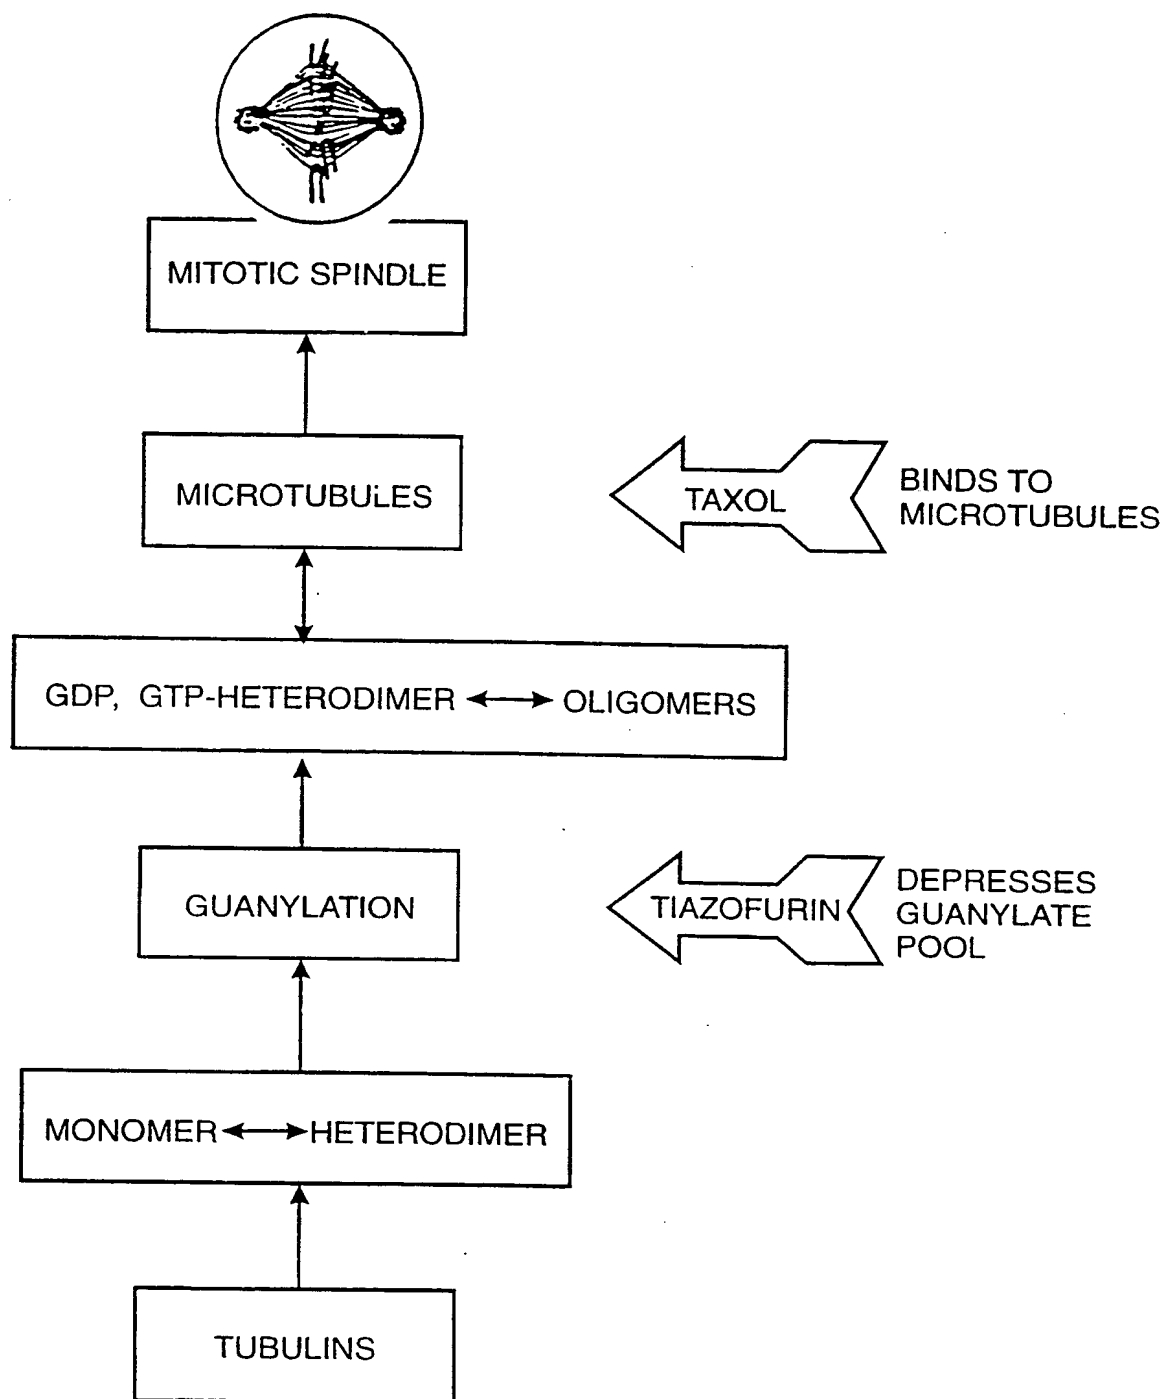 MITOTIC SPINDLE
MICROTUBULES
TAXOL
BINDS TO
MICROTUBULES
GDP, GTP-HETERODIMER OLIGOMERS
GUANYLATION
TIAZOFURIN
DEPRESSES
GUANYLATE
POOL
MONOMER HETERODIMER
TUBULINS